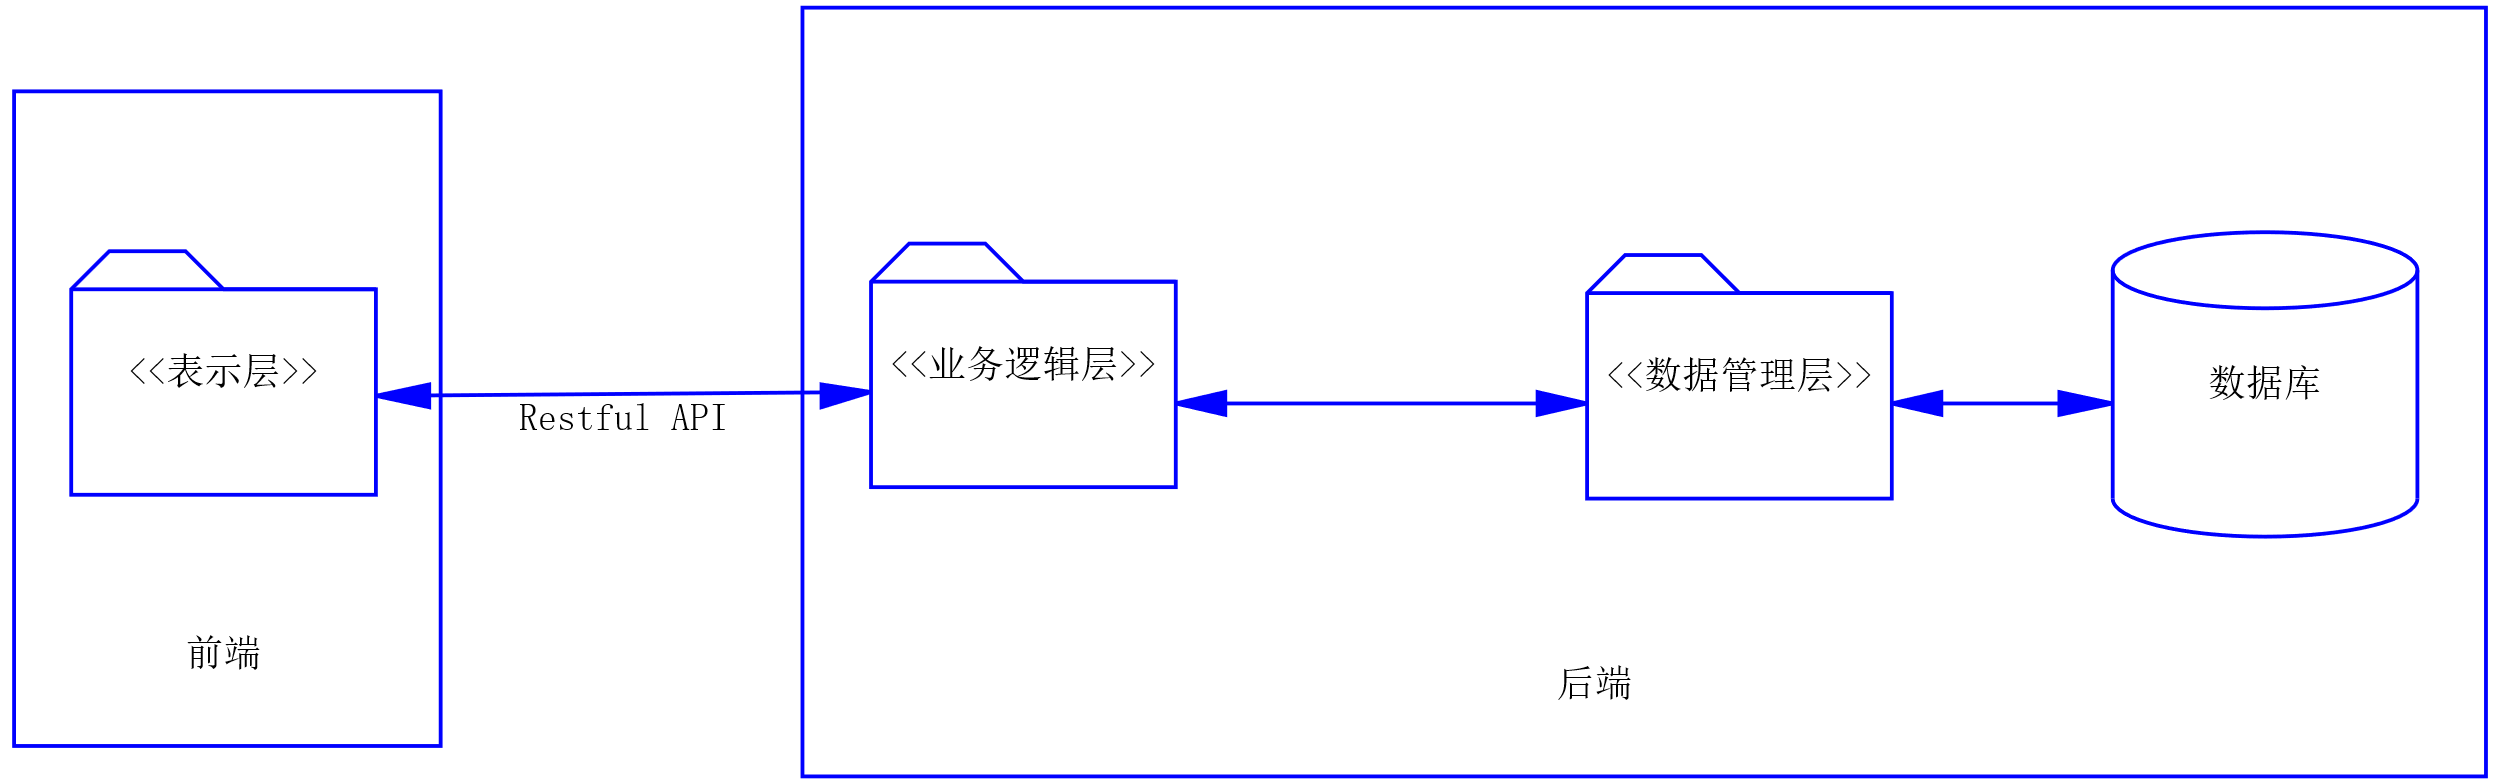 <<表示层>>
Restful API
<<业务逻辑层>>
<<数据管理层>>
数据库
前端
后端